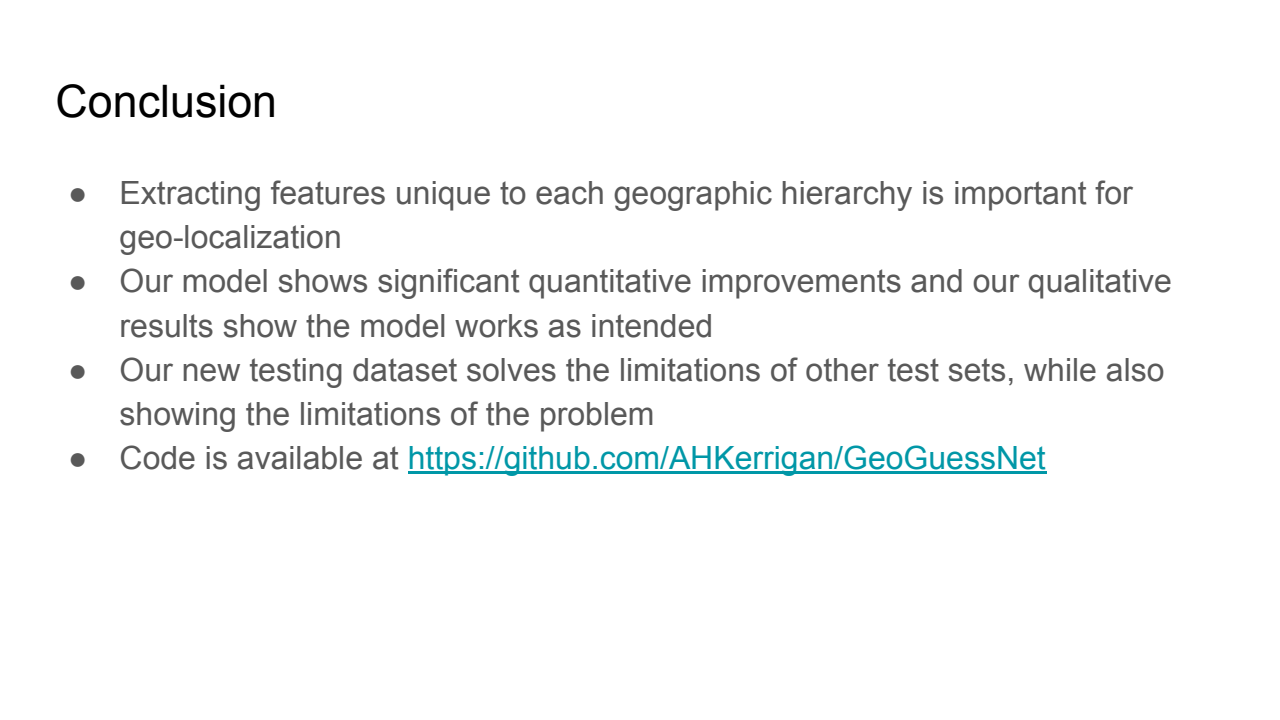 Conclusion
● Extracting features unique to each geographic hierarchy is important for
geo-localization
● Our model shows significant quantitative improvements and our qualitative
results show the model works as intended
● Our new testing dataset solves the limitations of other test sets, while also
showing the limitations of the problem
● Code is available at https://github.com/AHKerrigan/GeoGuessNet